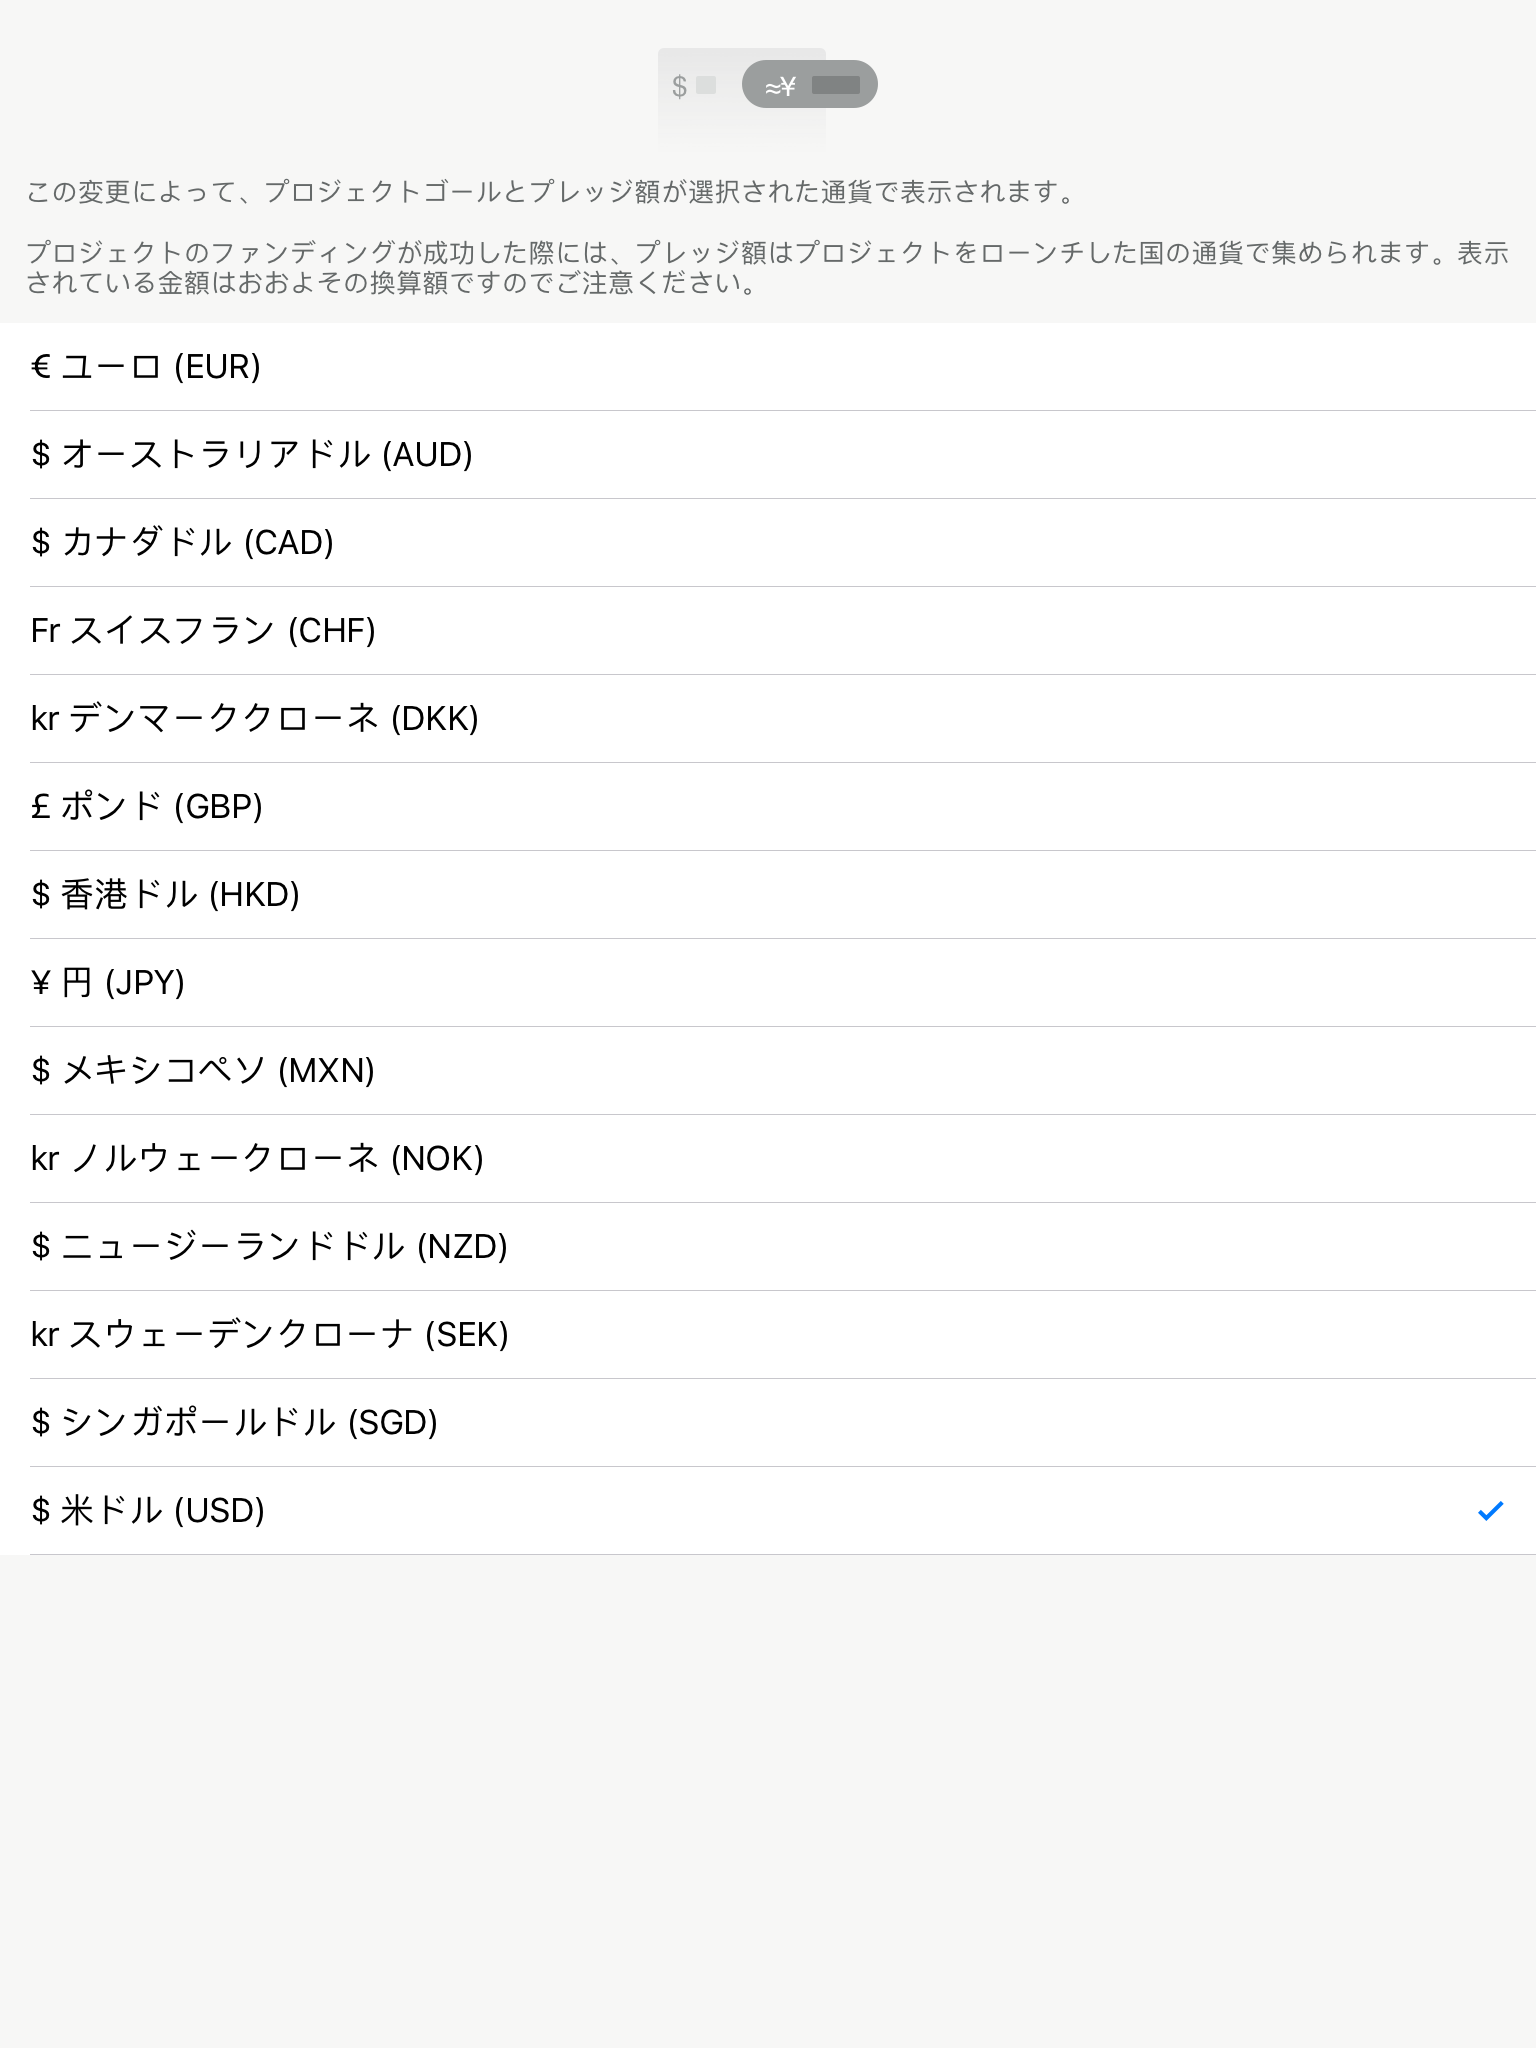 $ ≈¥
この変更によって、プロジェクトゴールとプレッジ額が選択された通貨で表示されます。
プロジェクトのファンディングが成功した際には、プレッジ額はプロジェクトをローンチした国の通貨で集められます。表示
されている金額はおおよその換算額ですのでご注意ください。
€ ユーロ (EUR)
$ オーストラリアドル (AUD)
$ カナダドル (CAD)
Fr スイスフラン (CHF)
kr デンマーククローネ (DKK)
£ ポンド (GBP)
$ 香港ドル (HKD)
¥ 円 (JPY)
$ メキシコペソ (MXN)
kr ノルウェークローネ (NOK)
$ ニュージーランドドル (NZD)
kr スウェーデンクローナ (SEK)
$ シンガポールドル (SGD)
$ 米ドル (USD)